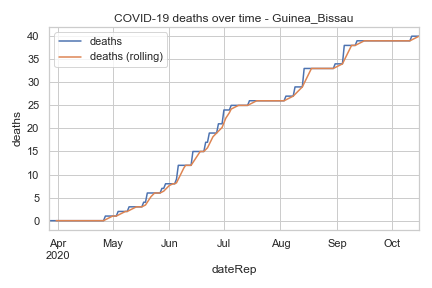 COVID-19 deaths over time - Guinea_Bissau
deaths
deaths (rolling)
40
35
30
25
20
15
10
5
0
deaths
Apr May Jun Jul Aug Sep Oct
2020
dateRep